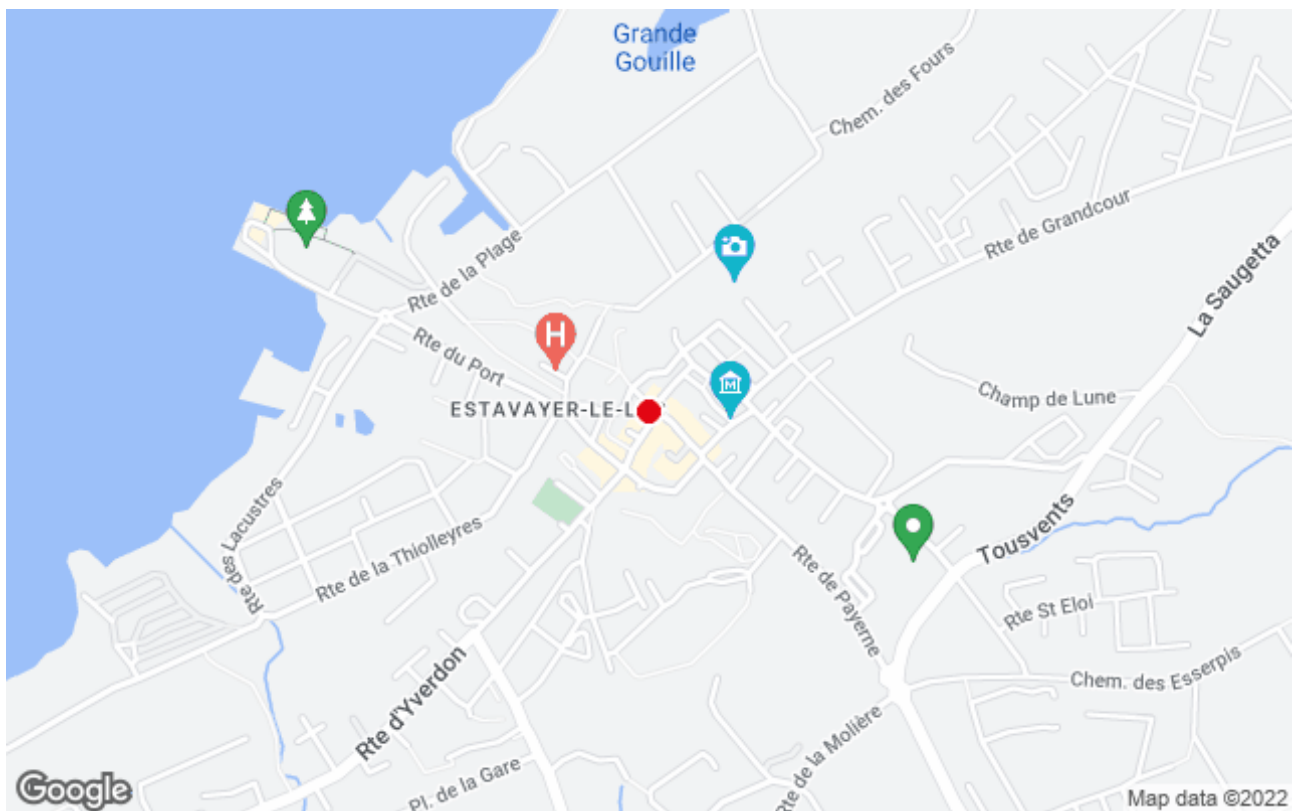 Grande
Gouille
Chem. des Fours
Rte de Grandcour
La Saugetta
Rte de la Plage
H
Rte du Port
M
Champ de Lune
ESTAVAYER-LE-L
Rte des Lacustres
Rte de la Thiolleyres
Tousvents
Rte de Payerne
Rte St Eloi
Chem. des Esserpis
Rte d'Yverdon
Rte de la Molière
Pl. de la Gare
Google
Map data ©2022